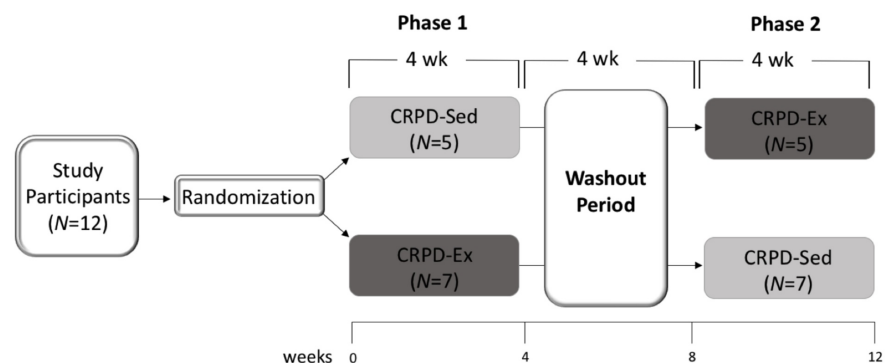 Phase 1
Phase 2
4 wk
4 wk
4 wk
CRPD-Sed
(N=5)
CRPD-Ex
(N=5)
Study
Participants
(N=12)
Randomization
Washout
Period
CRPD-Ex
(N=7)
CRPD-Sed
(N=7)
weeks
0
4
8
12